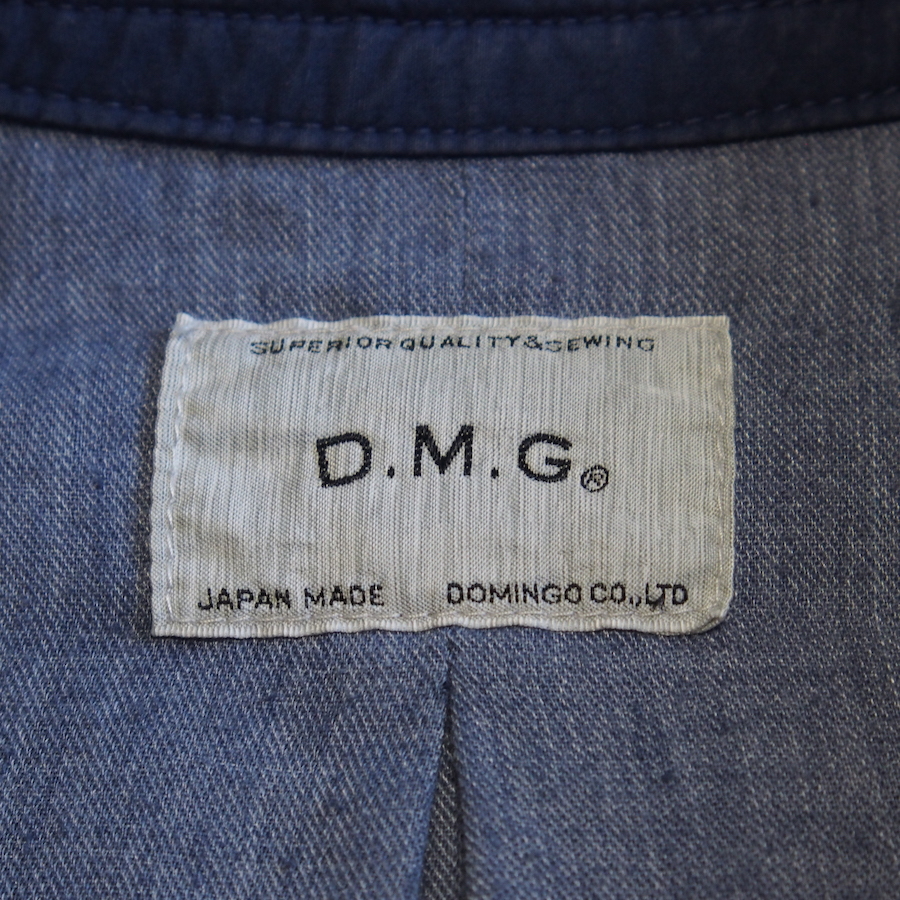 SUPERIOR QUALITY&SEWING
D.M.G®
JAPAN MADE DOMINGO CO.,LTD